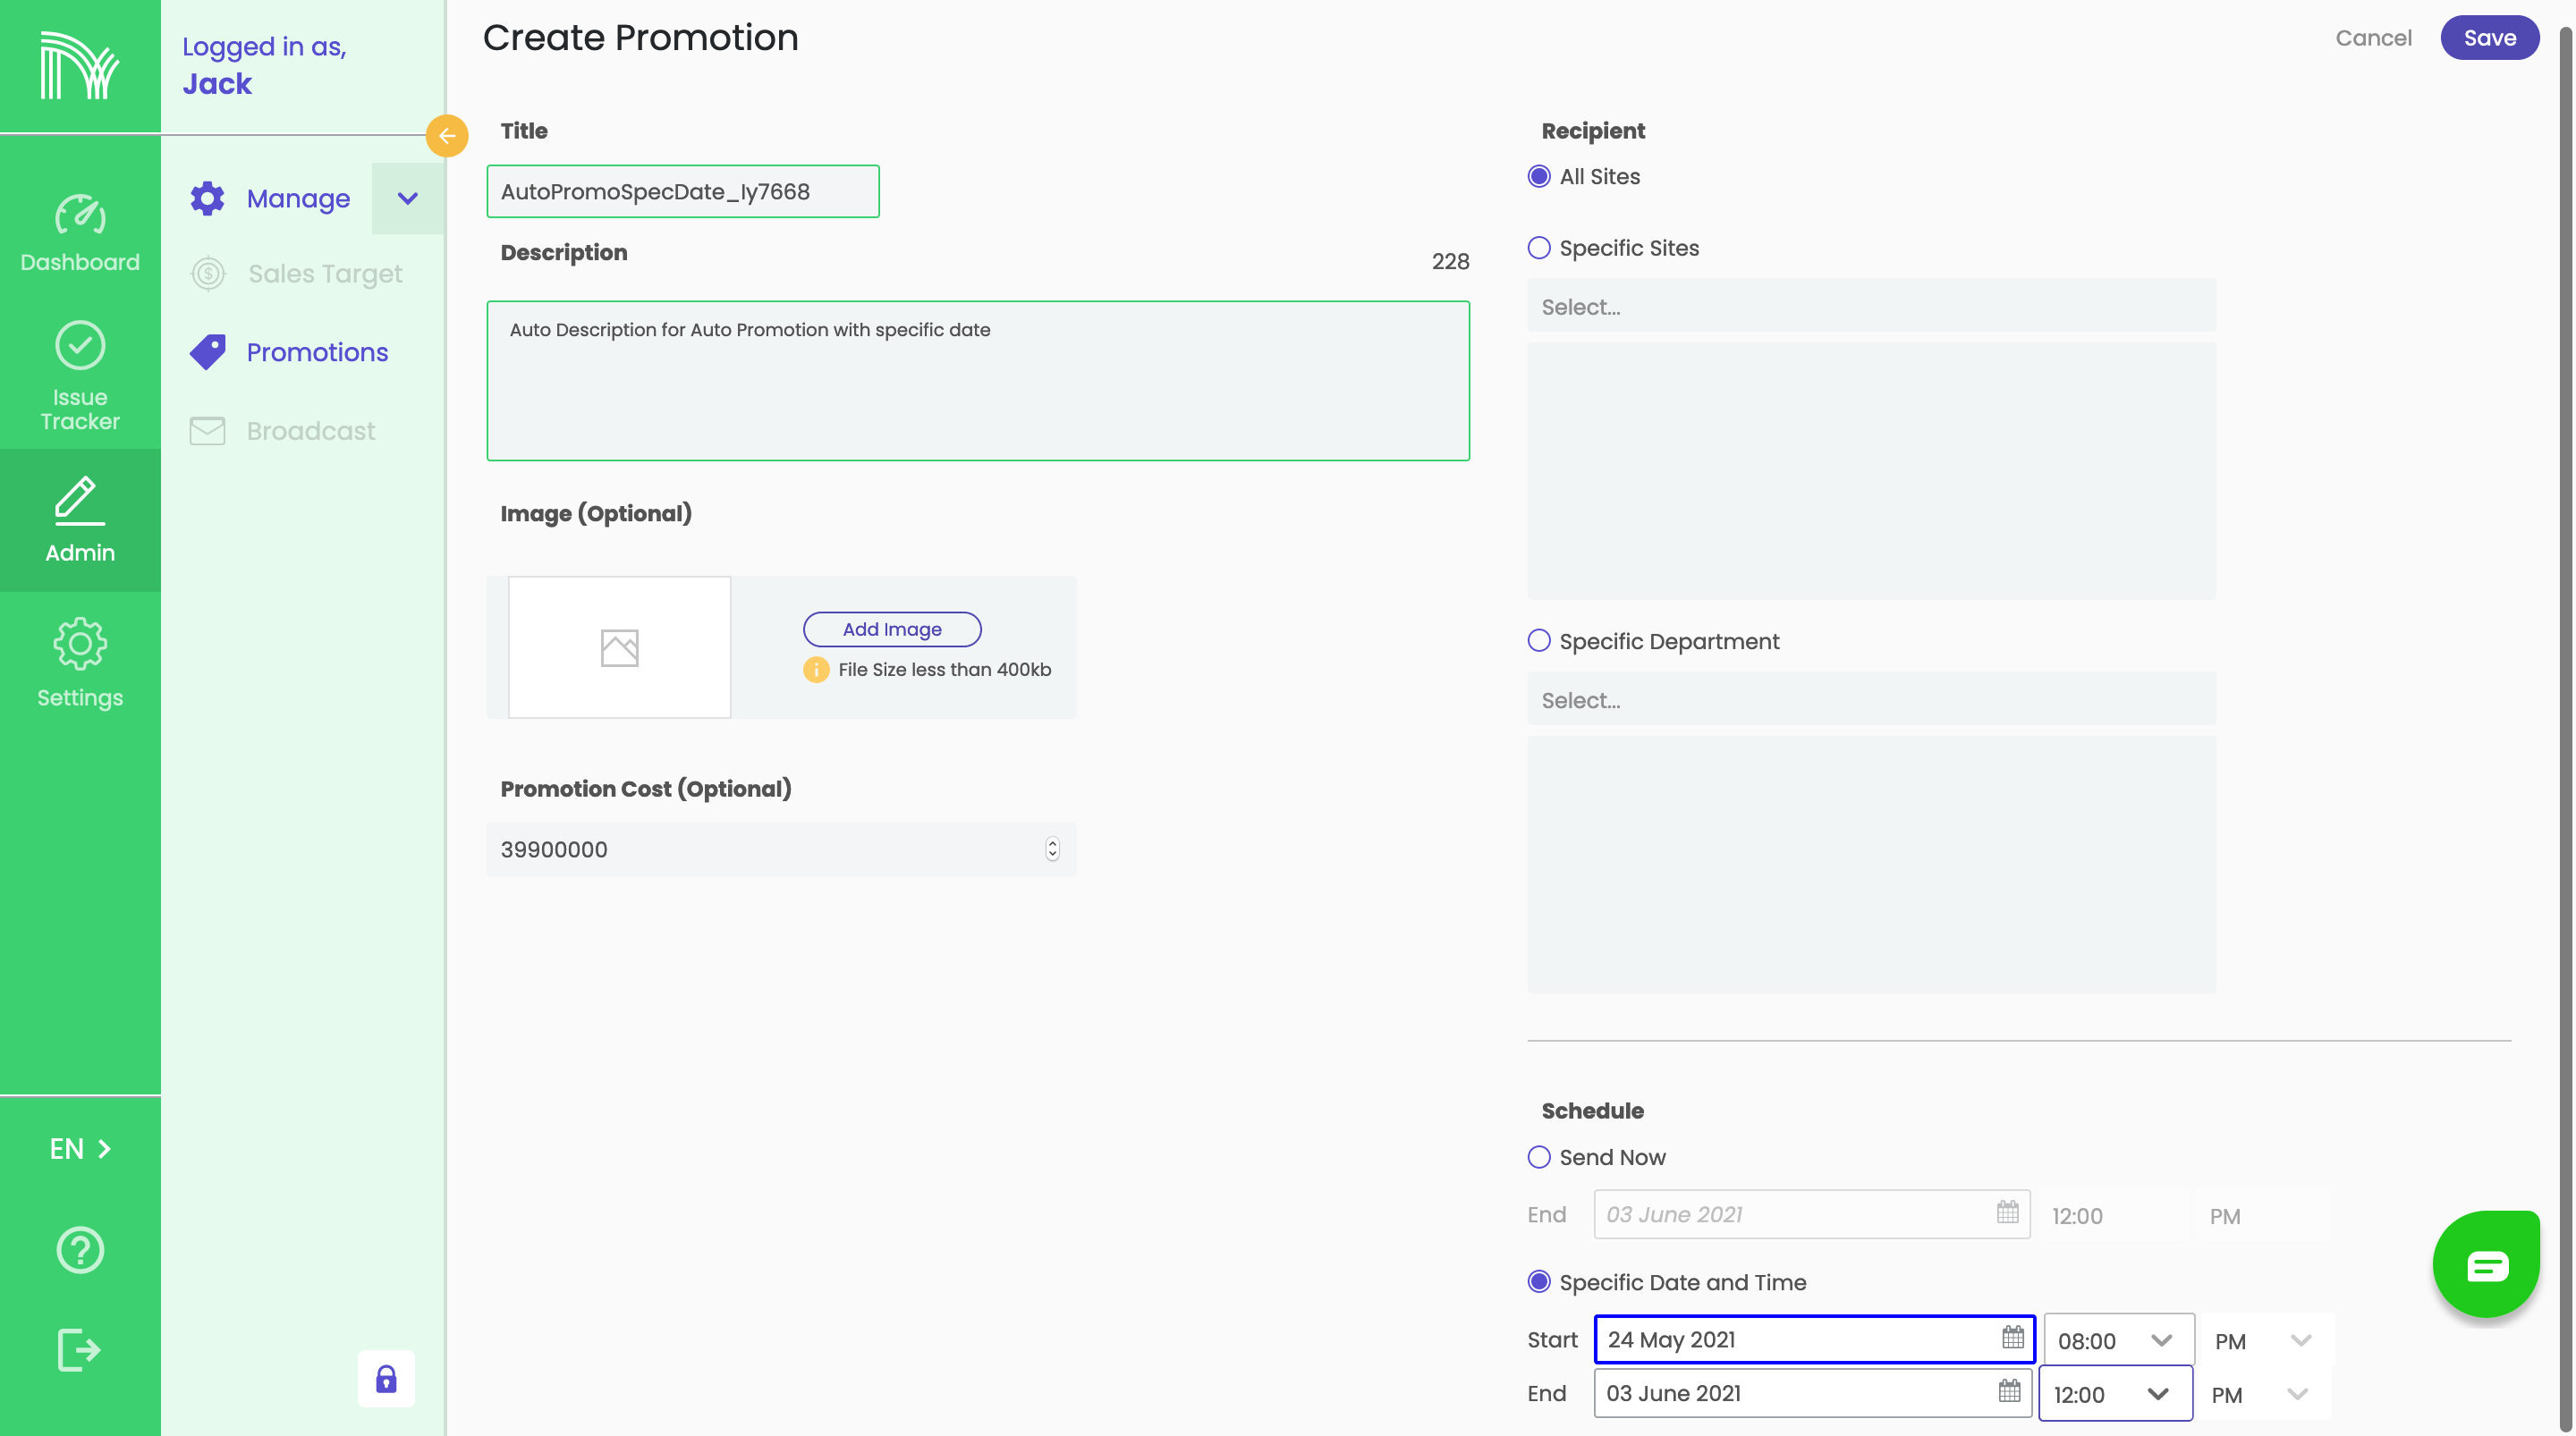 Logged in as,
Jack
Dashboard
Issue
Tracker
Admin
Settings
EN
Manage
Sales Target
Promotions
Broadcast
Create Promotion
Cancel
Save
Title
AutoPromoSpecDate_Iy7668
Description
228
Auto Description for Auto Promotion with specific date
Image (Optional)
Add Image
File Size less than 400kb
Promotion Cost (Optional)
39900000
Recipient
All Sites
Specific Sites
Select...
Specific Department
Select...
Schedule
Send Now
End 03 June 2021 12:00 PM
Specific Date and Time
Start 24 May 2021 08:00 PM
End 03 June 2021 12:00 PM